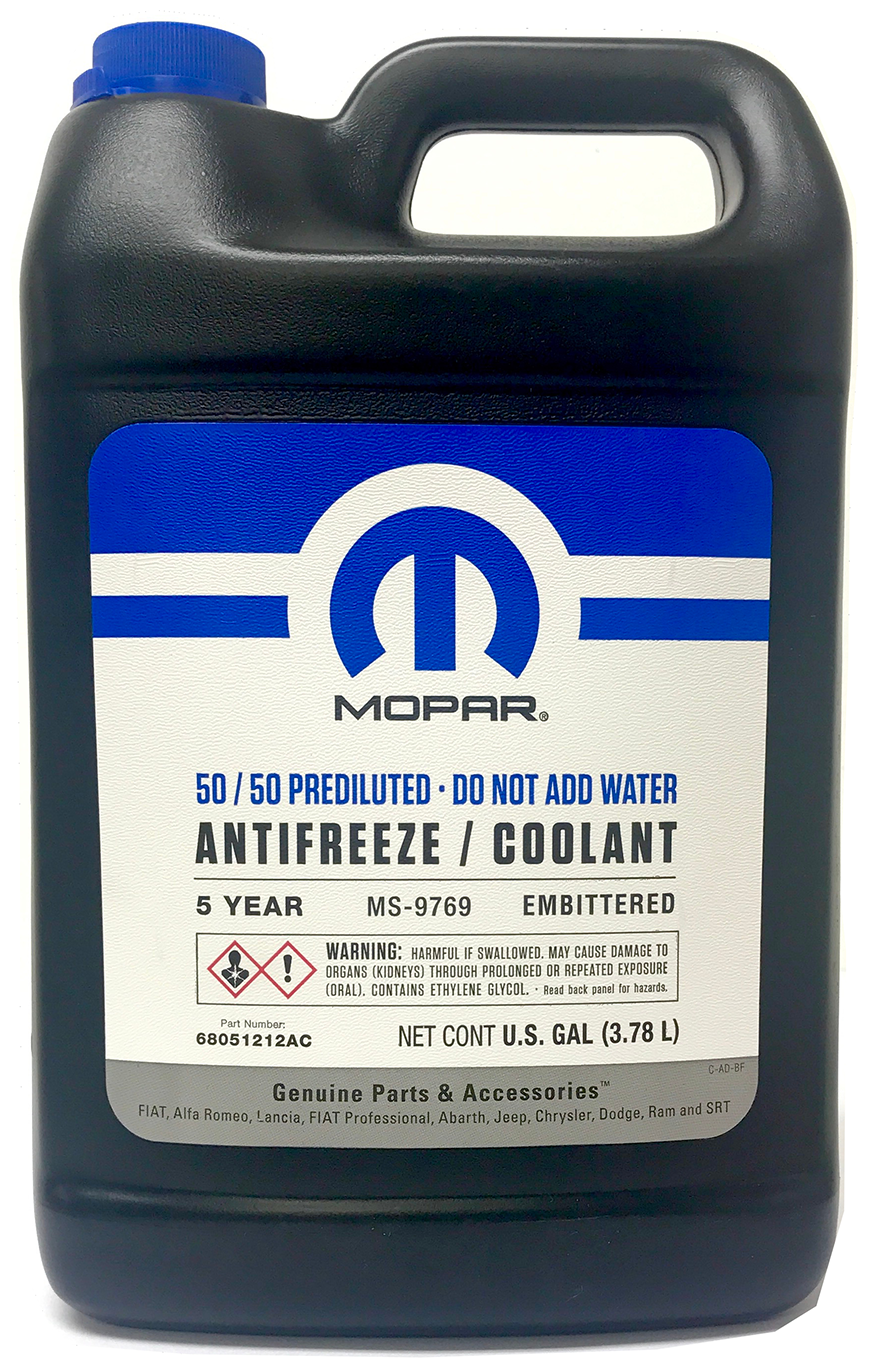 MOPAR®
50 / 50 PREDILUTED · DO NOT ADD WATER
ANTIFREEZE / COOLANT
5 YEAR MS-9769 EMBITTERED
WARNING: HARMFUL IF SWALLOWED. MAY CAUSE DAMAGE TO
ORGANS (KIDNEYS) THROUGH PROLONGED OR REPEATED EXPOSURE
(ORAL). CONTAINS ETHYLENE GLYCOL. · Read back panel for hazards.
Part Number:
68051212AC
NET CONT U.S. GAL (3.78 L)
C-AD-BF
Genuine Parts & Accessories™
FIAT, Alfa Romeo, Lancia, FIAT Professional, Abarth, Jeep, Chrysler, Dodge, Ram and SRT